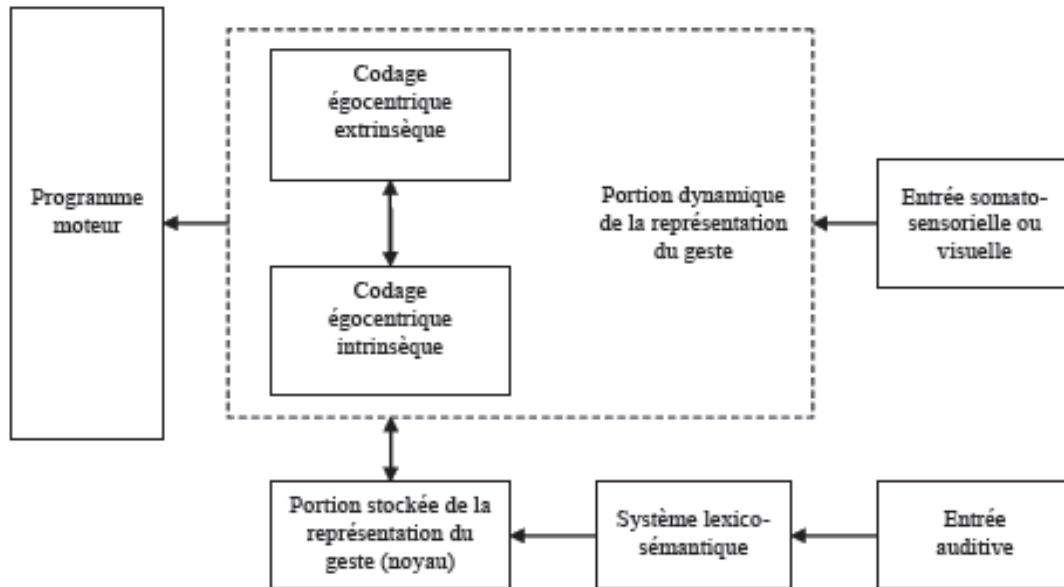 Programme
moteur
Codage
égocentrique
extrinsèque
Codage
égocentrique
intrinsèque
Portion dynamique
de la représentation
du geste
Entrée somato-
sensorielle ou
visuelle
Portion stockée de la
représentation du
geste (noyau)
Système lexico-
sémantique
Entrée
auditive